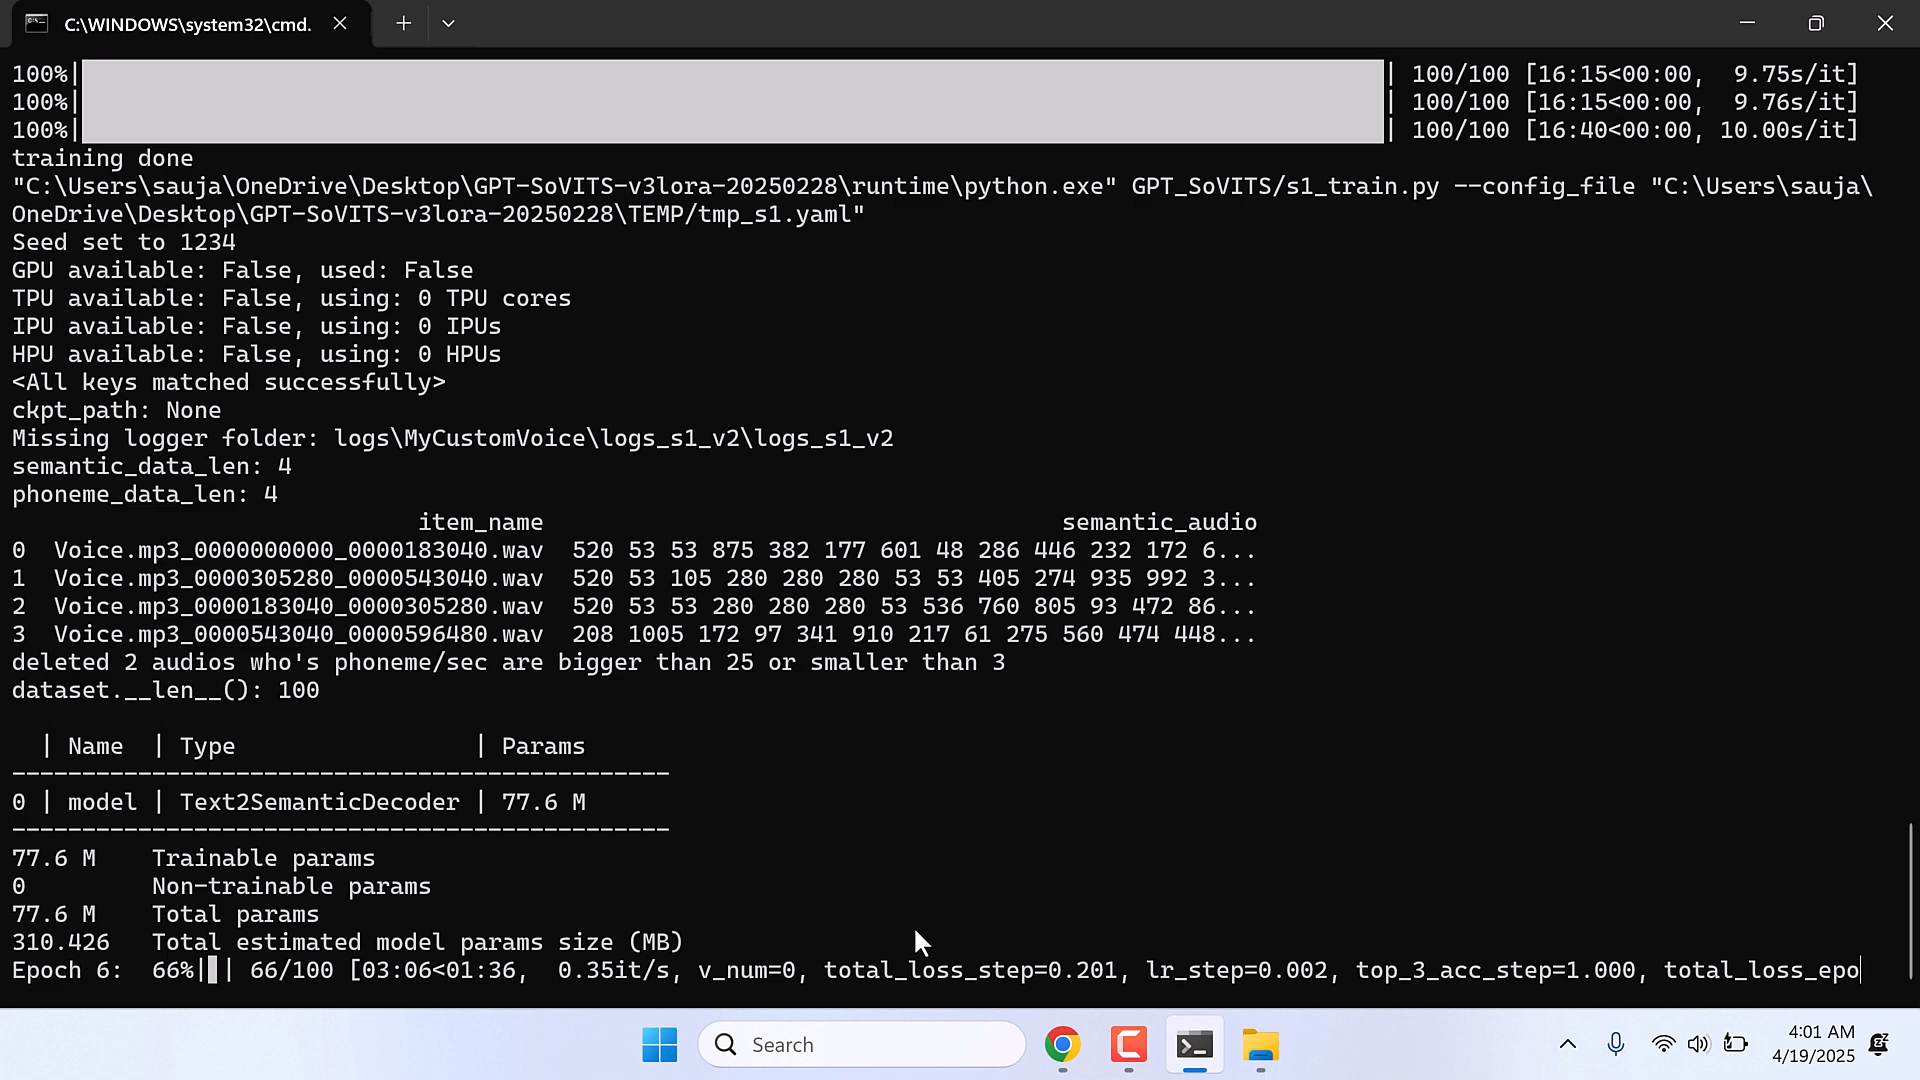 C:\WINDOWS\system32\cmd.
100%| | 100/100 [16:15<00:00, 9.75s/it]
100%| | 100/100 [16:15<00:00, 9.76s/it]
100%| | 100/100 [16:40<00:00, 10.00s/it]
training done
"C:\Users\sauja\OneDrive\Desktop\GPT-SoVITS-v3lora-20250228\runtime\python.exe" GPT_SoVITS/s1_train.py --config_file "C:\Users\sauja\
OneDrive\Desktop\GPT-SoVITS-v3lora-20250228\TEMP/tmp_s1.yaml"
Seed set to 1234
GPU available: False, used: False
TPU available: False, using: 0 TPU cores
IPU available: False, using: 0 IPUs
HPU available: False, using: 0 HPUs
<All keys matched successfully>
ckpt_path: None
Missing logger folder: logs\MyCustomVoice\logs_s1_v2\logs_s1_v2
semantic_data_len: 4
phoneme_data_len: 4
item_name semantic_audio
0 Voice.mp3_0000000000_0000183040.wav 520 53 53 875 382 177 601 48 286 446 232 172 6...
1 Voice.mp3_0000305280_0000543040.wav 520 53 105 280 280 280 53 53 405 274 935 992 3...
2 Voice.mp3_0000183040_0000305280.wav 520 53 53 280 280 280 53 536 760 805 93 472 86...
3 Voice.mp3_0000543040_0000596480.wav 208 1005 172 97 341 910 217 61 275 560 474 448...
deleted 2 audios who's phoneme/sec are bigger than 25 or smaller than 3
dataset.__len__(): 100
| Name | Type | Params
-----------------------------------------------
0 | model | Text2SemanticDecoder | 77.6 M
-----------------------------------------------
77.6 M Trainable params
0 Non-trainable params
77.6 M Total params
310.426 Total estimated model params size (MB)
Epoch 6: 66%| | 66/100 [03:06<01:36, 0.35it/s, v_num=0, total_loss_step=0.201, lr_step=0.002, top_3_acc_step=1.000, total_loss_epo
Search
4:01 AM
4/19/2025